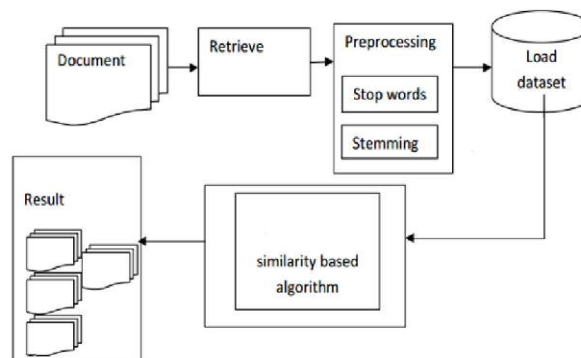 Document
Retrieve
Preprocessing
Stop words
Stemming
Load
dataset
similarity based
algorithm
Result